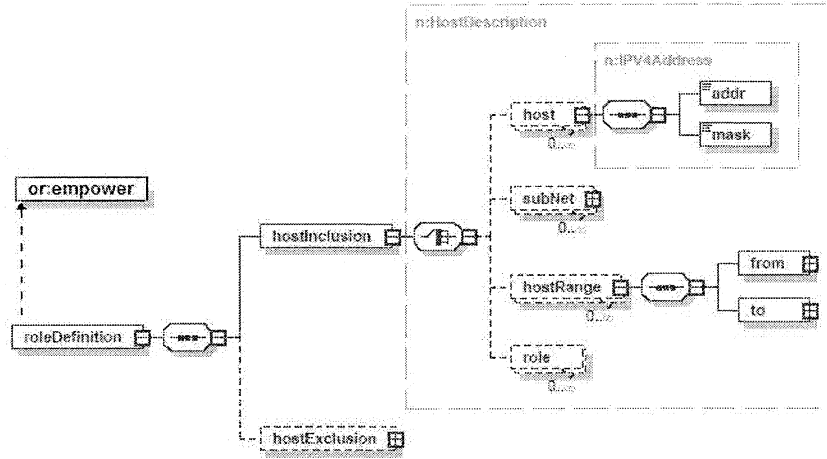 n:HostDescription
n:IPV4Address
addr
host
mask
0..∞
or:empower
subNet
0..∞
hostInclusion
from
hostRange
0..∞
to
roleDefinition
role
0..∞
hostExclusion